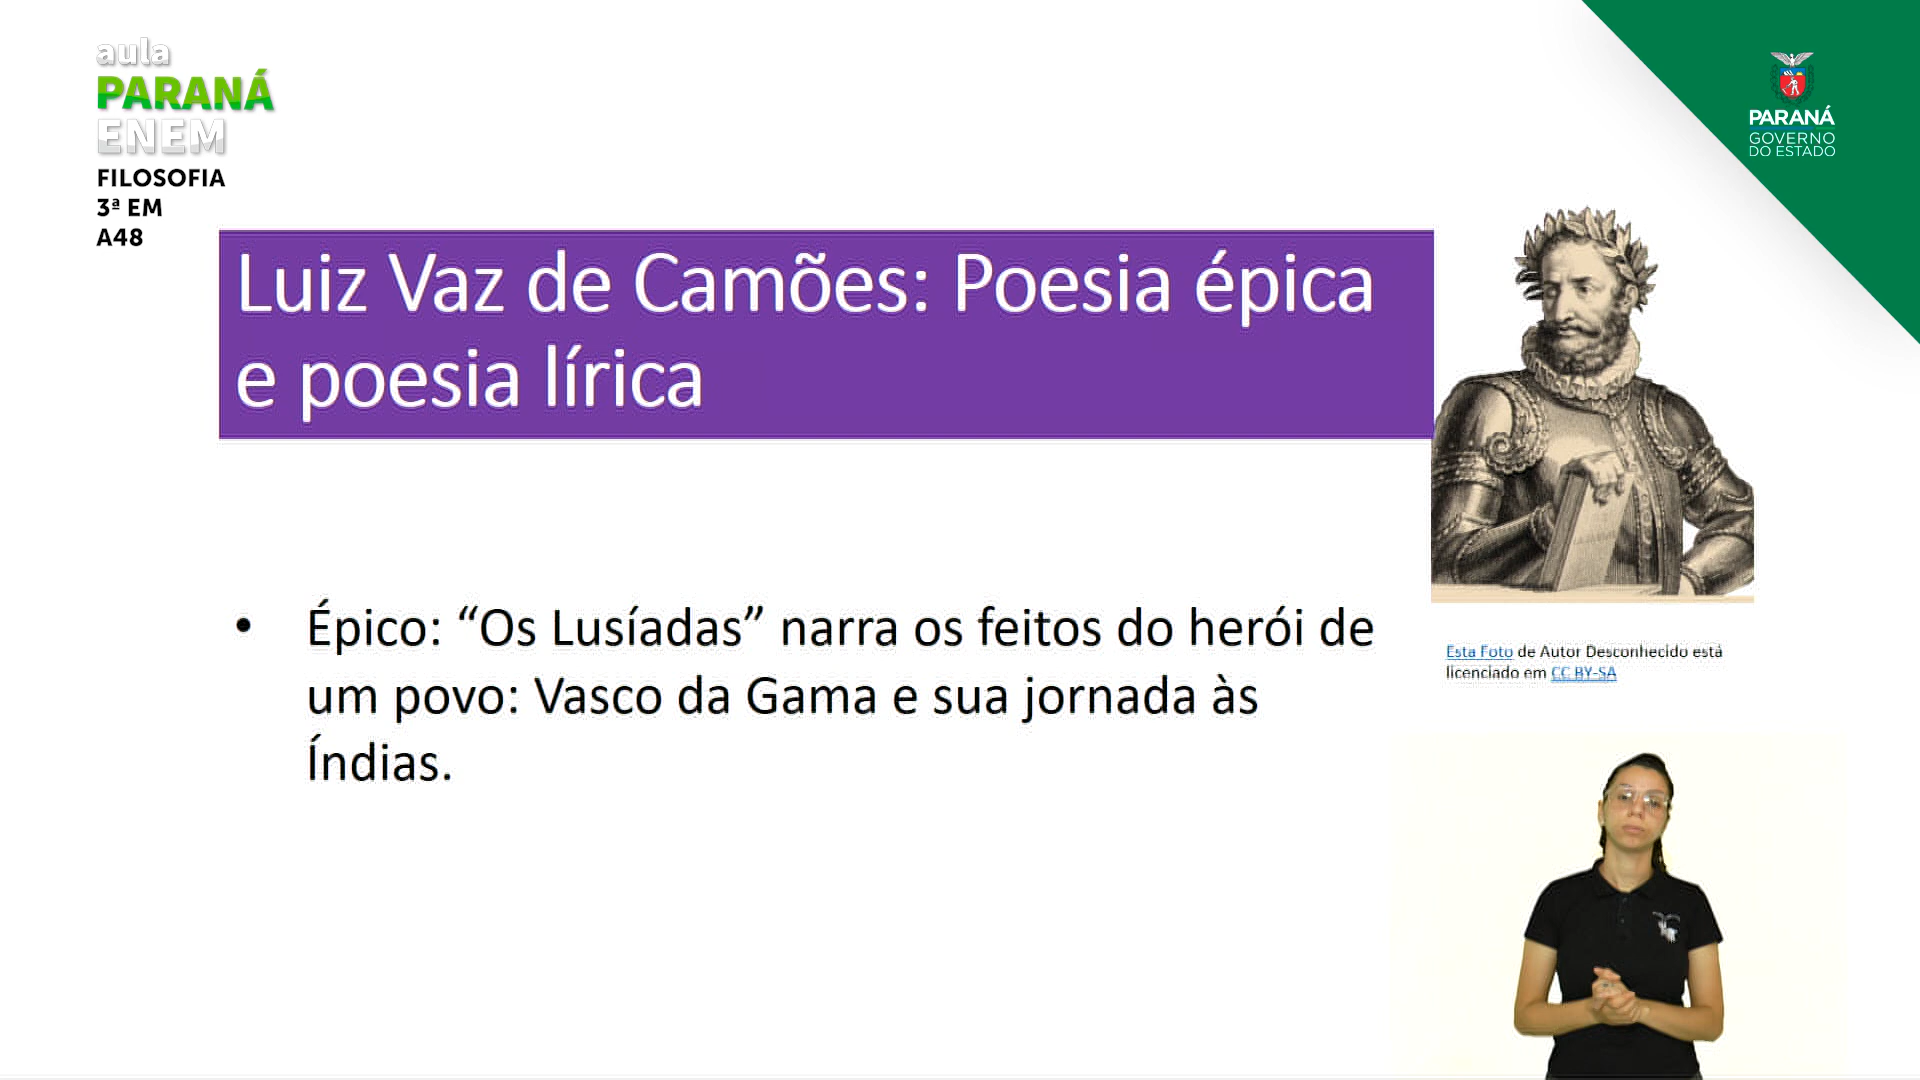 aula
PARANÁ
ENEM
FILOSOFIA
3ª EM
A48
PARANÁ
GOVERNO
DO ESTADO
Luiz Vaz de Camões: Poesia épica
e poesia lírica
• Épico: “Os Lusíadas” narra os feitos do herói de
um povo: Vasco da Gama e sua jornada às
Índias.
Esta Foto de Autor Desconhecido está
licenciado em CC BY-SA